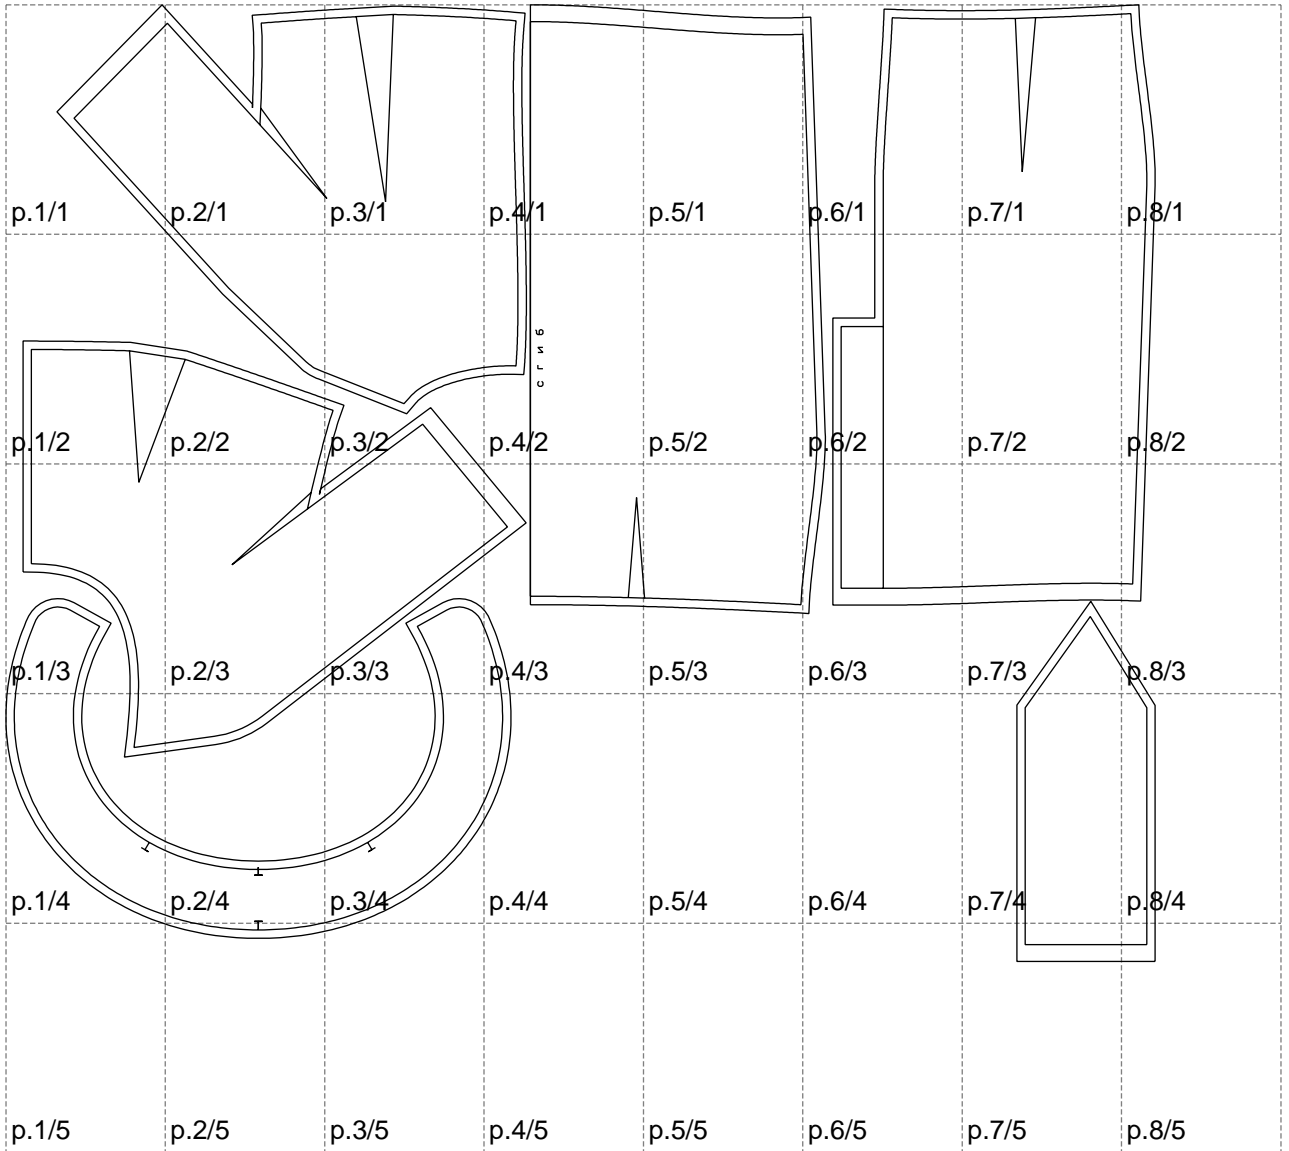 p.1/1 p.2/1 p.3/1 p.4/1 p.5/1 p.6/1 p.7/1 p.8/1
сгиб
p.1/2 p.2/2 p.3/2 p.4/2 p.5/2 p.6/2 p.7/2 p.8/2
p.1/3 p.2/3 p.3/3 p.4/3 p.5/3 p.6/3 p.7/3 p.8/3
p.1/4 p.2/4 p.3/4 p.4/4 p.5/4 p.6/4 p.7/4 p.8/4
p.1/5 p.2/5 p.3/5 p.4/5 p.5/5 p.6/5 p.7/5 p.8/5